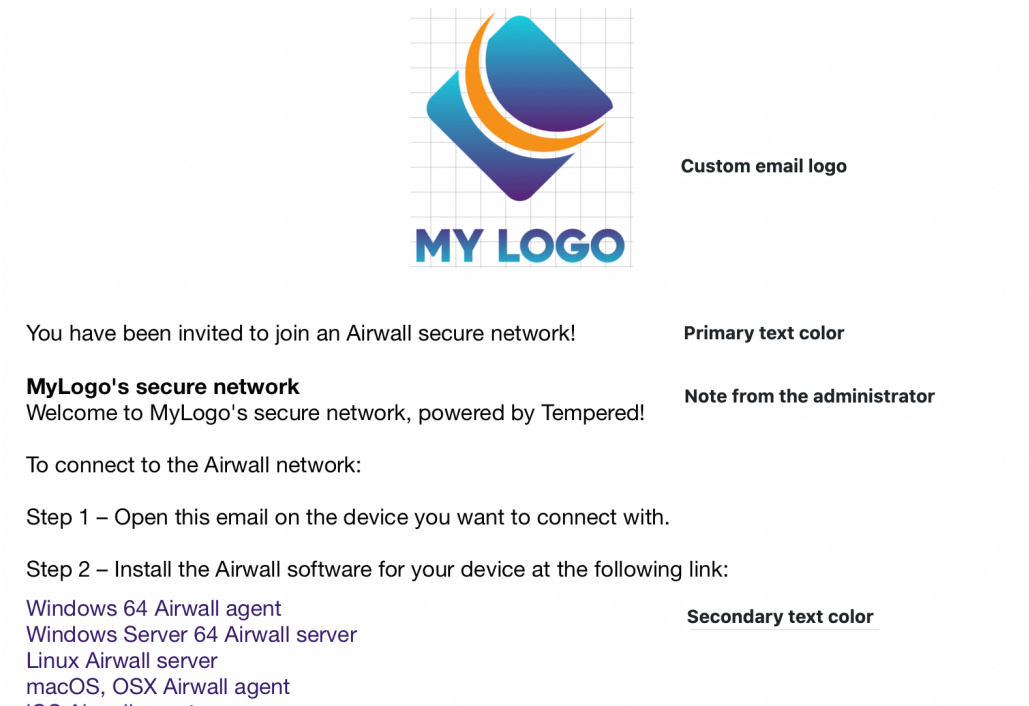 MY LOGO
Custom email logo
You have been invited to join an Airwall secure network!
Primary text color
MyLogo's secure network
Note from the administrator
Welcome to MyLogo's secure network, powered by Tempered!
To connect to the Airwall network:
Step 1 – Open this email on the device you want to connect with.
Step 2 – Install the Airwall software for your device at the following link:
Windows 64 Airwall agent
Secondary text color
Windows Server 64 Airwall server
Linux Airwall server
macOS, OSX Airwall agent